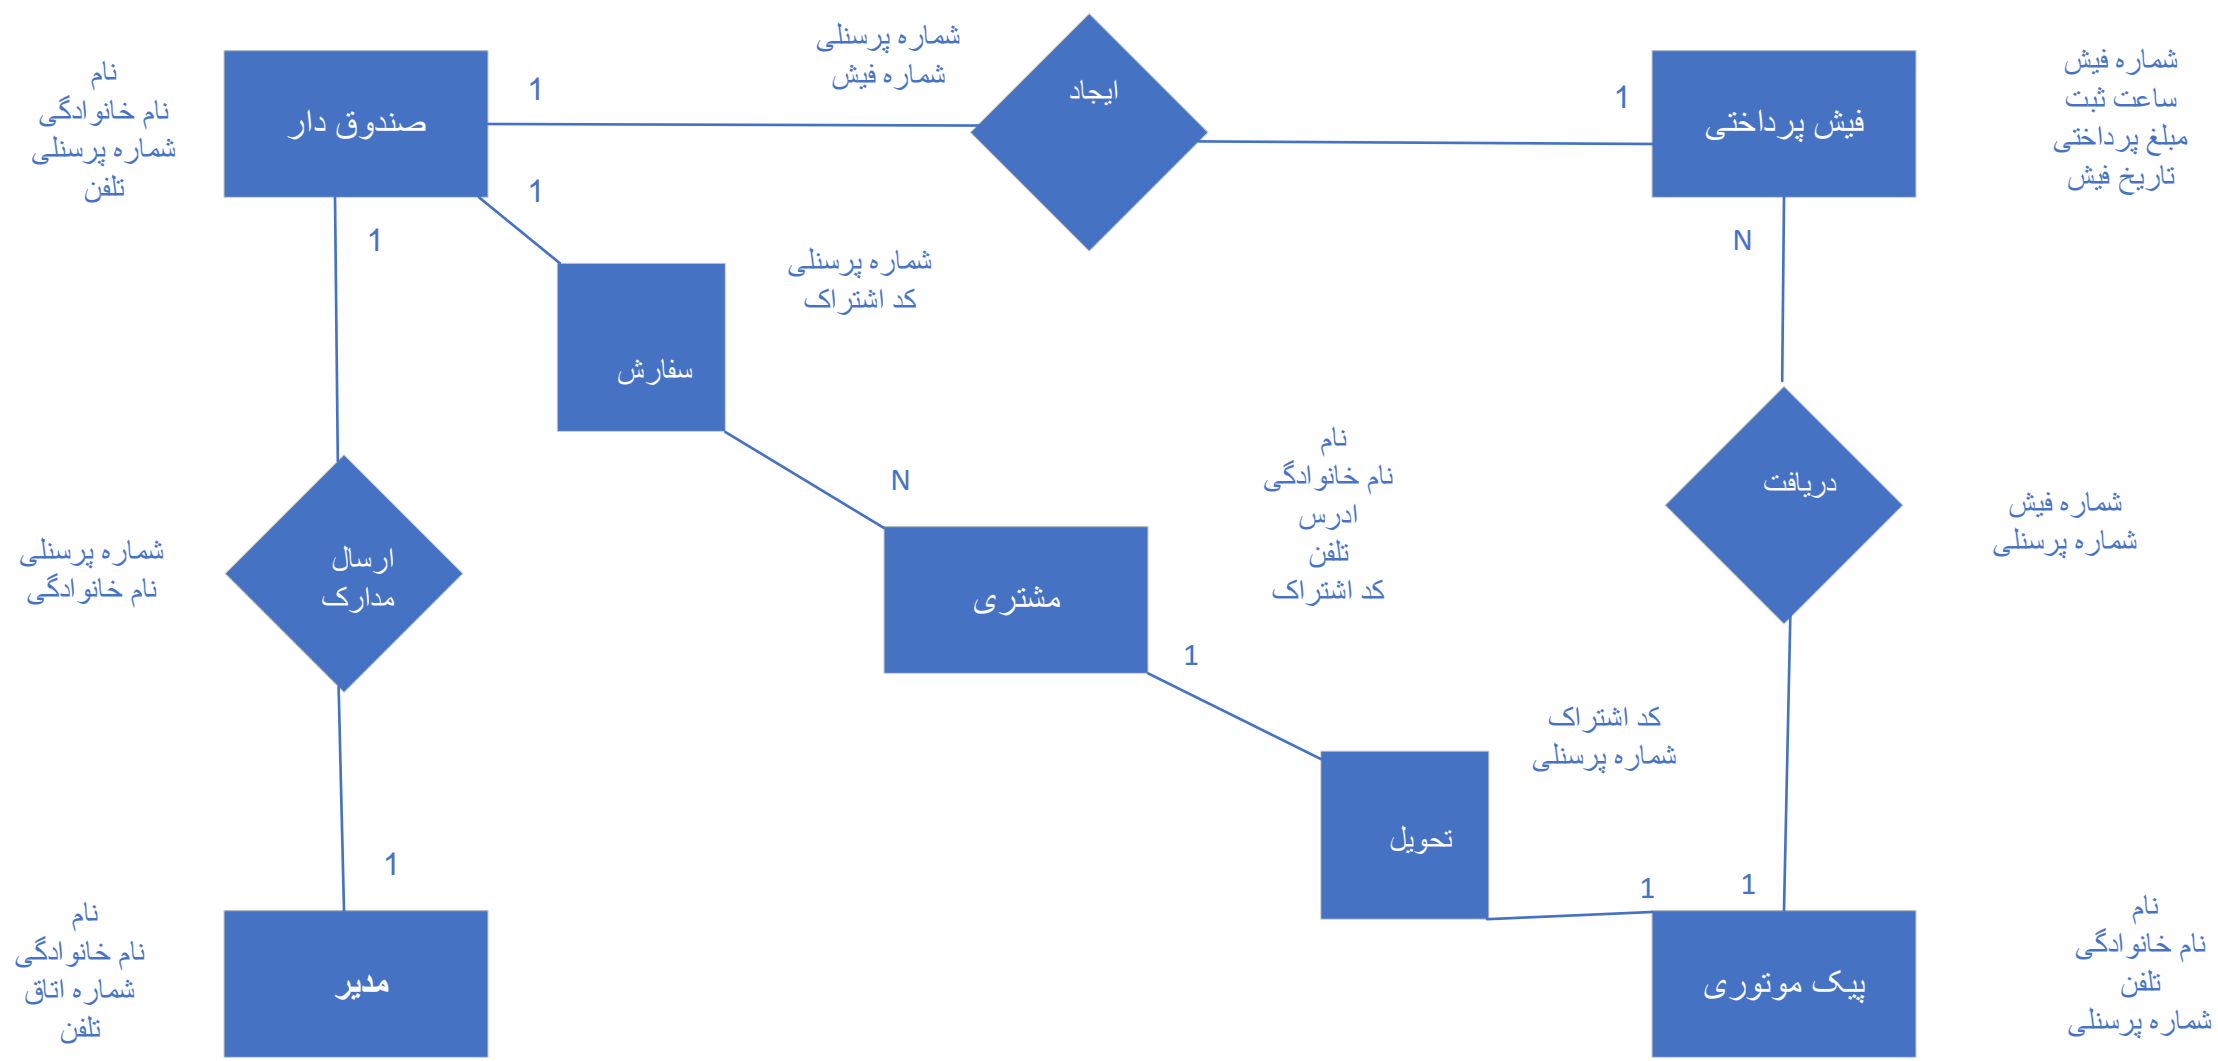 شماره پرسنلی
شماره فیش
ایجاد
شماره فیش
ساعت ثبت
مبلغ پرداختی
تاریخ فیش
فیش پرداختی
1
1
صندوق دار
نام
نام خانوادگی
شماره پرسنلی
تلفن
1
1
N
شماره پرسنلی
کد اشتراک
سفارش
نام
نام خانوادگی
ادرس
تلفن
کد اشتراک
N
دریافت
شماره فیش
شماره پرسنلی
ارسال
مدارک
شماره پرسنلی
نام خانوادگی
مشتری
1
کد اشتراک
شماره پرسنلی
تحویل
1
1
1
نام
نام خانوادگی
تلفن
شماره پرسنلی
پیک موتوری
مدیر
نام
نام خانوادگی
شماره اتاق
تلفن